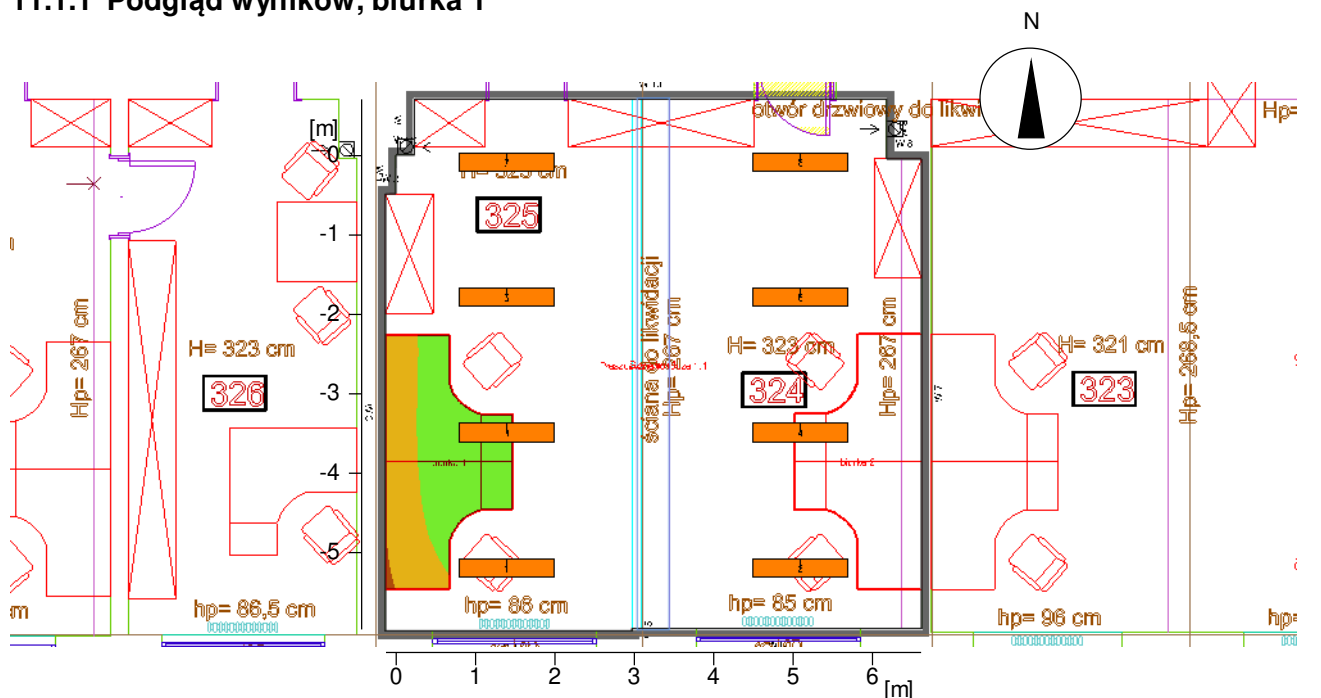 11.1.1 Podgląd wyników, biurka 1
N
otwór drzwiowy do likwi
Hp=
[m]
0
H= 323 cm
325
-1
-2
Hp= 267 cm
H= 323 cm
326
ściana do likwidacji
Hp= 267 cm
H= 323 cm
324
Hp= 267 cm
H= 321 cm
323
Hp= 268,5 cm
-3
-4
biurka 2
-5
hp= 86,5 cm
hp= 86 cm
hp= 85 cm
hp= 96 cm
hp=
0 1 2 3 4 5 6 [m]